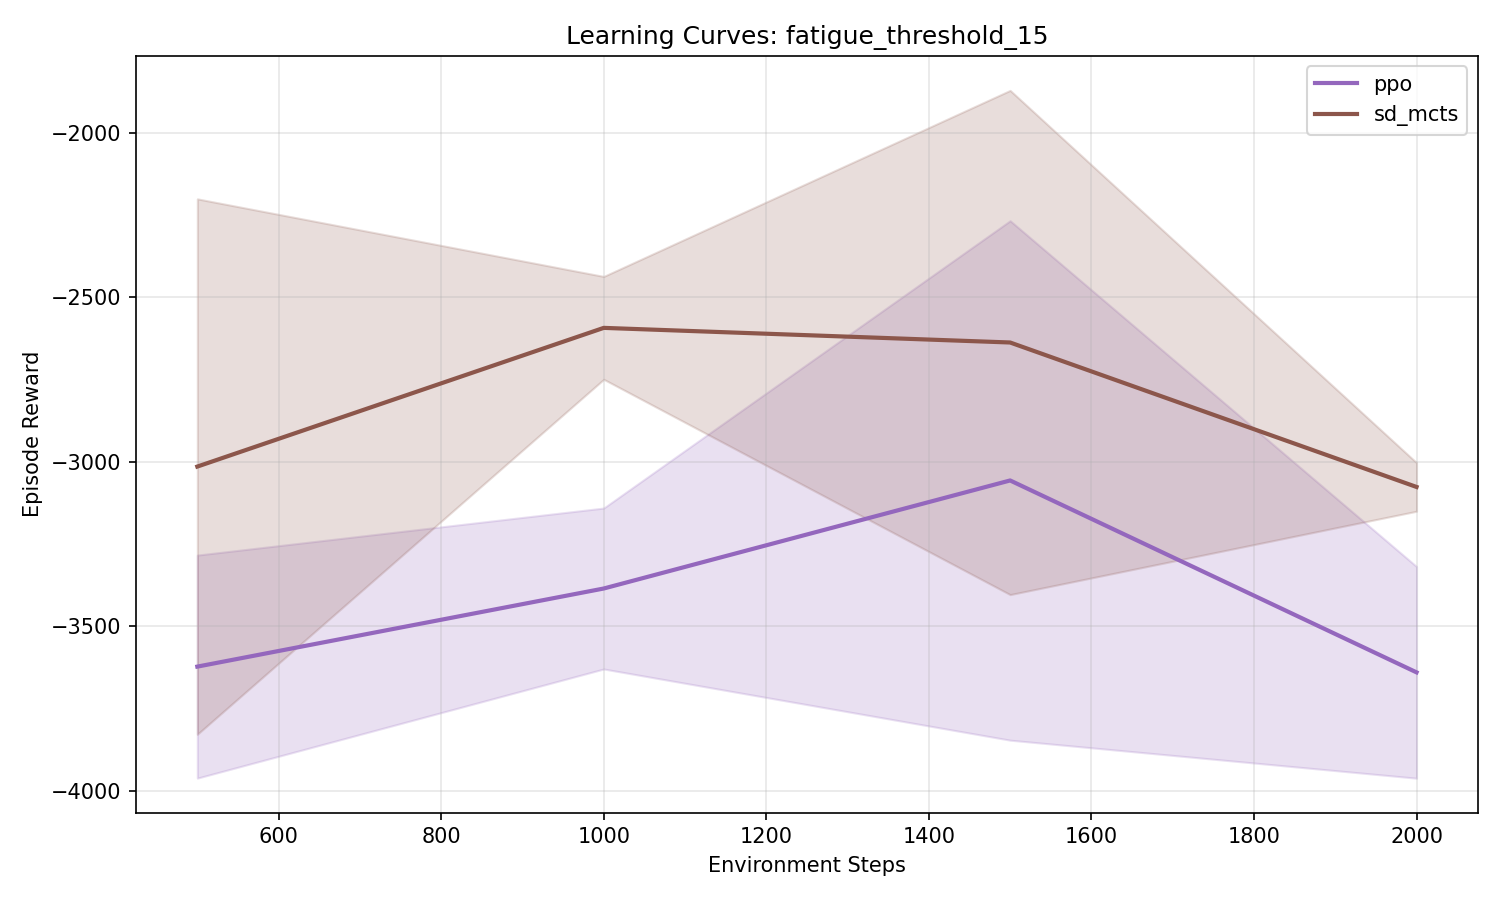 Learning Curves: fatigue_threshold_15
ppo
sd_mcts
Episode Reward
−2000
−2500
−3000
−3500
−4000
600
800
1000
1200
1400
1600
1800
2000
Environment Steps